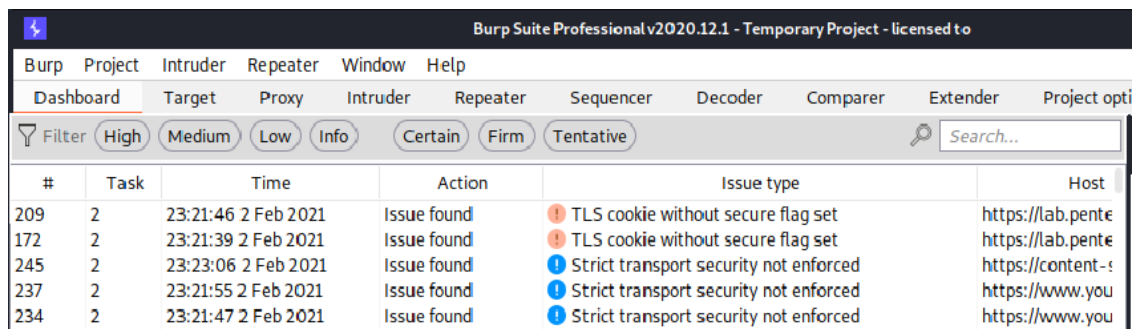 Burp Suite Professional v2020.12.1 - Temporary Project - licensed to
Burp Project Intruder Repeater Window Help
Dashboard Target Proxy Intruder Repeater Sequencer Decoder Comparer Extender Project opti
Filter High Medium Low Info Certain Firm Tentative Search...
# Task Time Action Issue type Host
209 2 23:21:46 2 Feb 2021 Issue found TLS cookie without secure flag set https://lab.pente
172 2 23:21:39 2 Feb 2021 Issue found TLS cookie without secure flag set https://lab.pente
245 2 23:23:06 2 Feb 2021 Issue found Strict transport security not enforced https://content-s
237 2 23:21:55 2 Feb 2021 Issue found Strict transport security not enforced https://www.you
234 2 23:21:47 2 Feb 2021 Issue found Strict transport security not enforced https://www.you